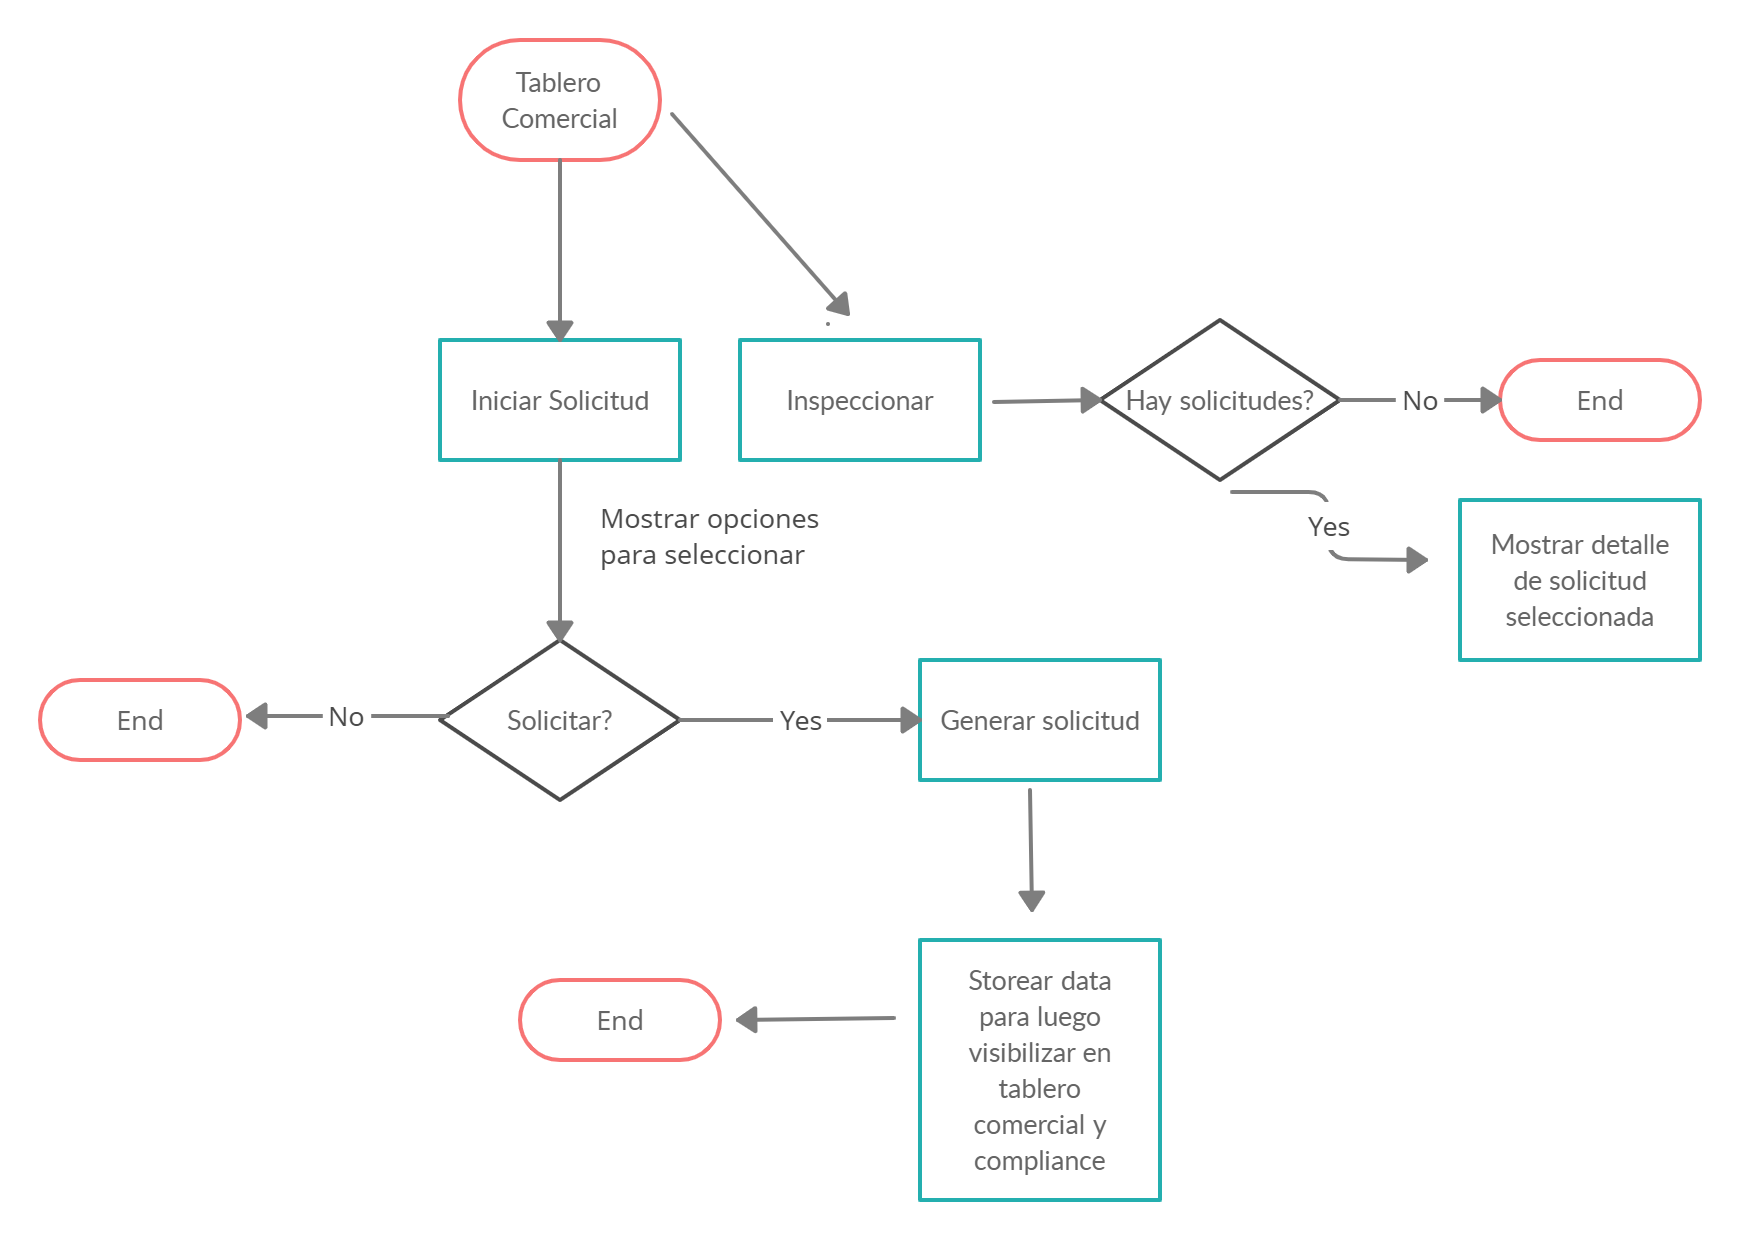 Tablero
Comercial
Iniciar Solicitud
Inspeccionar
Hay solicitudes?
No
End
Mostrar opciones
para seleccionar
Yes
Mostrar detalle
de solicitud
seleccionada
End
No
Solicitar?
Yes
Generar solicitud
End
Storear data
para luego
visibilizar en
tablero
comercial y
compliance